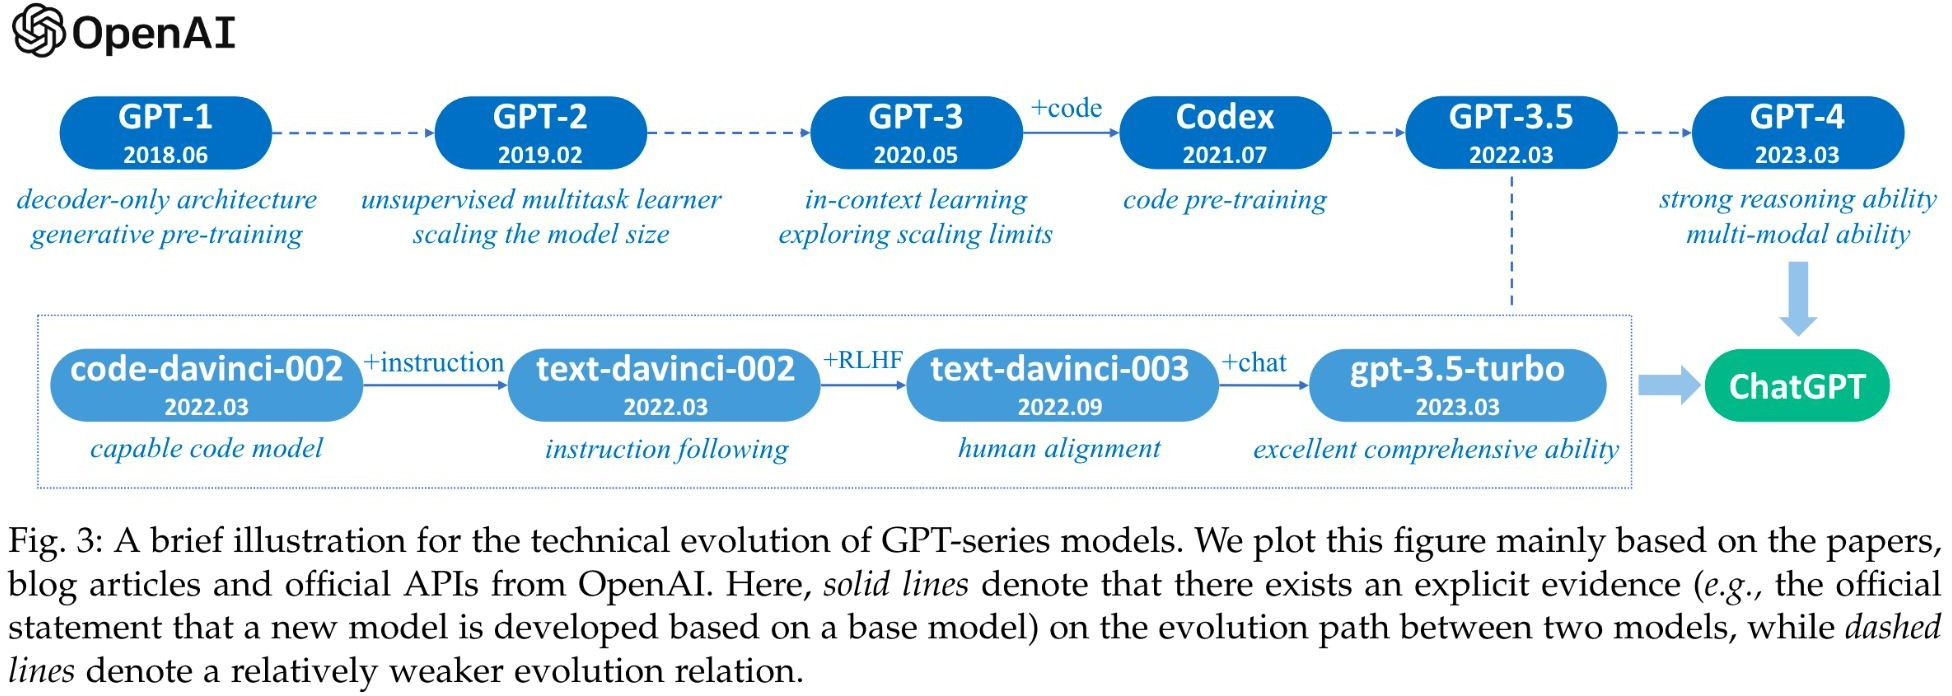 OpenAI
GPT-1
2018.06
decoder-only architecture
generative pre-training
GPT-2
2019.02
unsupervised multitask learner
scaling the model size
GPT-3
2020.05
in-context learning
exploring scaling limits
+code
Codex
2021.07
code pre-training
GPT-3.5
2022.03
GPT-4
2023.03
strong reasoning ability
multi-modal ability
code-davinci-002
2022.03
capable code model
+instruction
text-davinci-002
2022.03
instruction following
+RLHF
text-davinci-003
2022.09
human alignment
+chat
gpt-3.5-turbo
2023.03
excellent comprehensive ability
ChatGPT
Fig. 3: A brief illustration for the technical evolution of GPT-series models. We plot this figure mainly based on the papers,
blog articles and official APIs from OpenAI. Here, solid lines denote that there exists an explicit evidence (e.g., the official
statement that a new model is developed based on a base model) on the evolution path between two models, while dashed
lines denote a relatively weaker evolution relation.